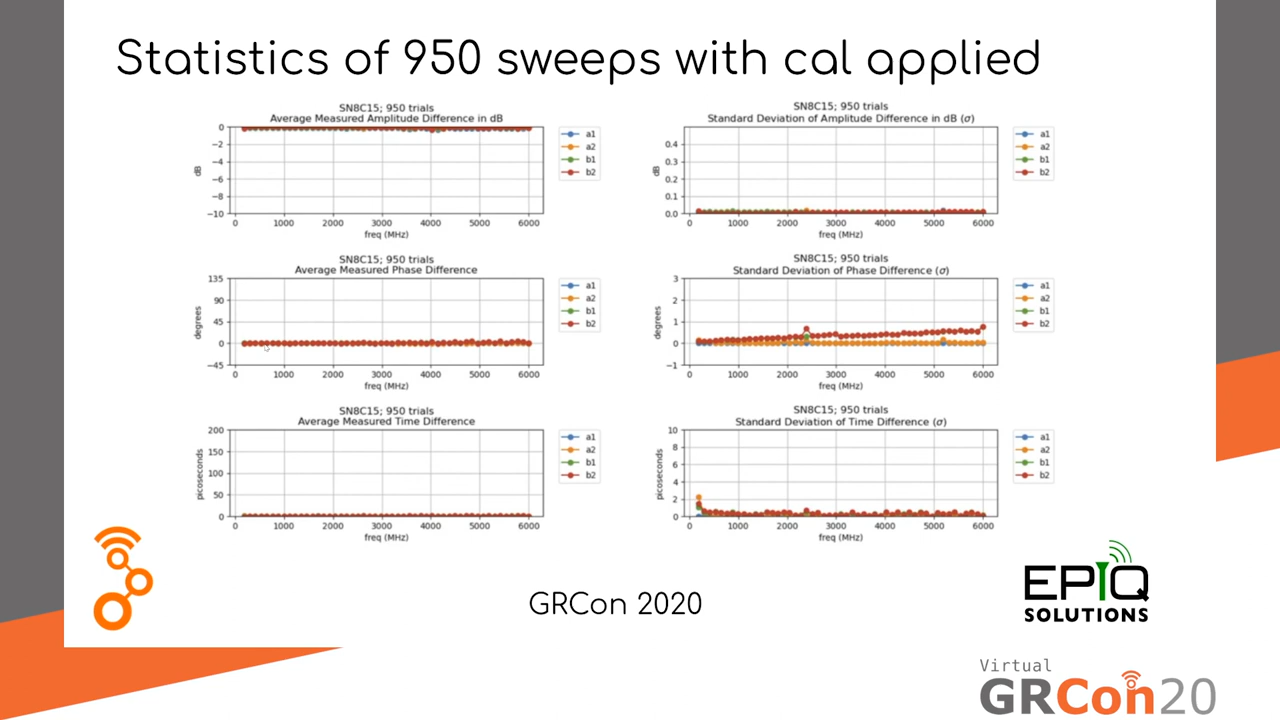 Statistics of 950 sweeps with cal applied
SN8C15; 950 trials
Average Measured Amplitude Difference in dB
0
−2
−4
−6
−8
−10
dB
0 1000 2000 3000 4000 5000 6000
freq (MHz)
a1
a2
b1
b2
SN8C15; 950 trials
Standard Deviation of Amplitude Difference in dB (σ)
0.4
0.3
0.2
0.1
0.0
dB
0 1000 2000 3000 4000 5000 6000
freq (MHz)
a1
a2
b1
b2
SN8C15; 950 trials
Average Measured Phase Difference
135
90
45
0
−45
degrees
0 1000 2000 3000 4000 5000 6000
freq (MHz)
a1
a2
b1
b2
SN8C15; 950 trials
Standard Deviation of Phase Difference (σ)
3
2
1
0
−1
degrees
0 1000 2000 3000 4000 5000 6000
freq (MHz)
a1
a2
b1
b2
SN8C15; 950 trials
Average Measured Time Difference
200
150
100
50
0
picoseconds
0 1000 2000 3000 4000 5000 6000
freq (MHz)
a1
a2
b1
b2
SN8C15; 950 trials
Standard Deviation of Time Difference (σ)
10
8
6
4
2
0
picoseconds
0 1000 2000 3000 4000 5000 6000
freq (MHz)
a1
a2
b1
b2
GRCon 2020
EPIQ
SOLUTIONS
Virtual
GRCon20